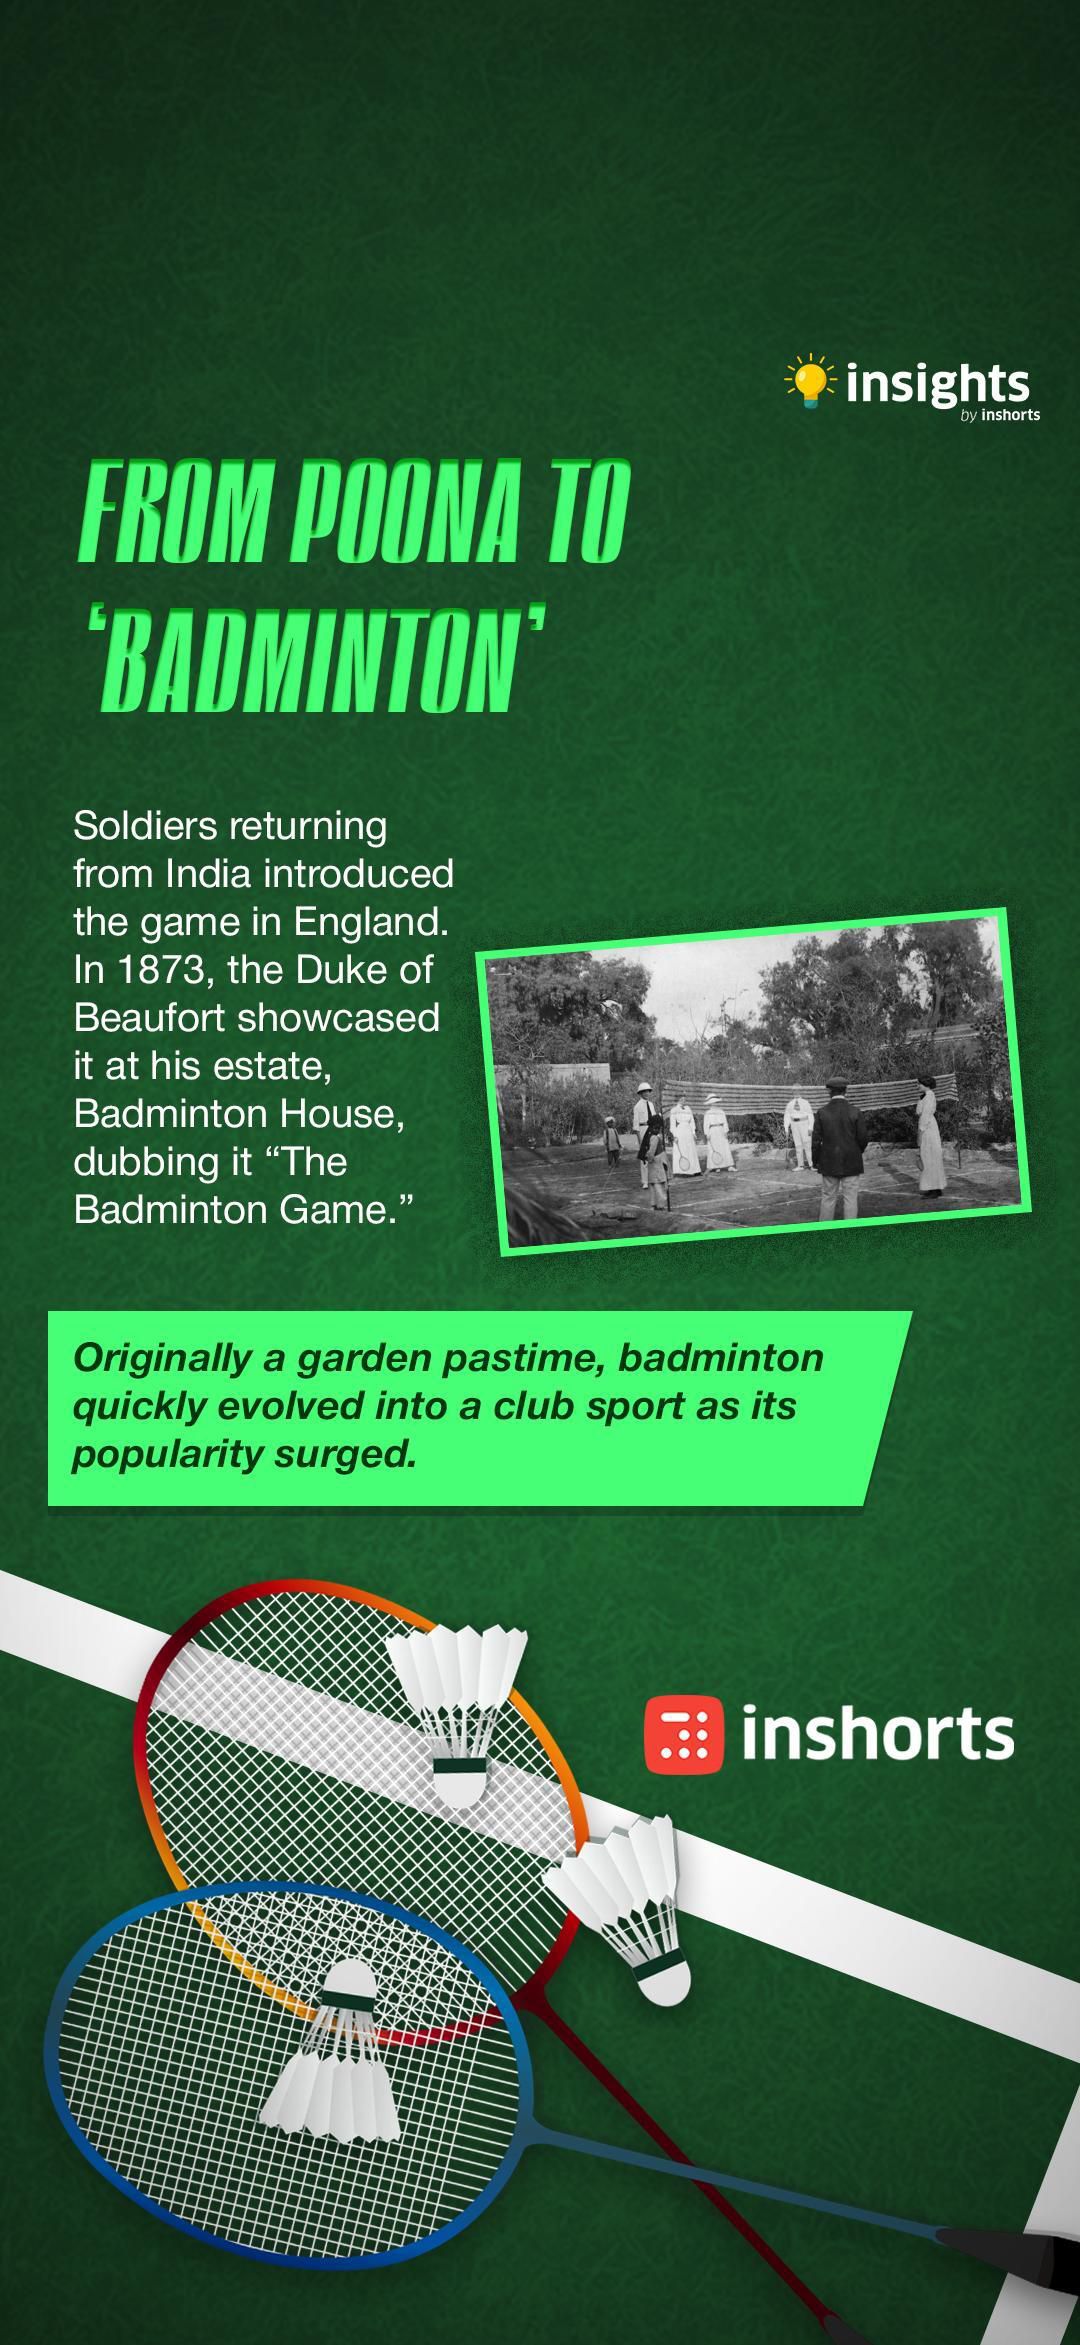 insights
by inshorts
FROM POONA TO
‘BADMINTON’
Soldiers returning
from India introduced
the game in England.
In 1873, the Duke of
Beaufort showcased
it at his estate,
Badminton House,
dubbing it “The
Badminton Game.”
Originally a garden pastime, badminton
quickly evolved into a club sport as its
popularity surged.
inshorts